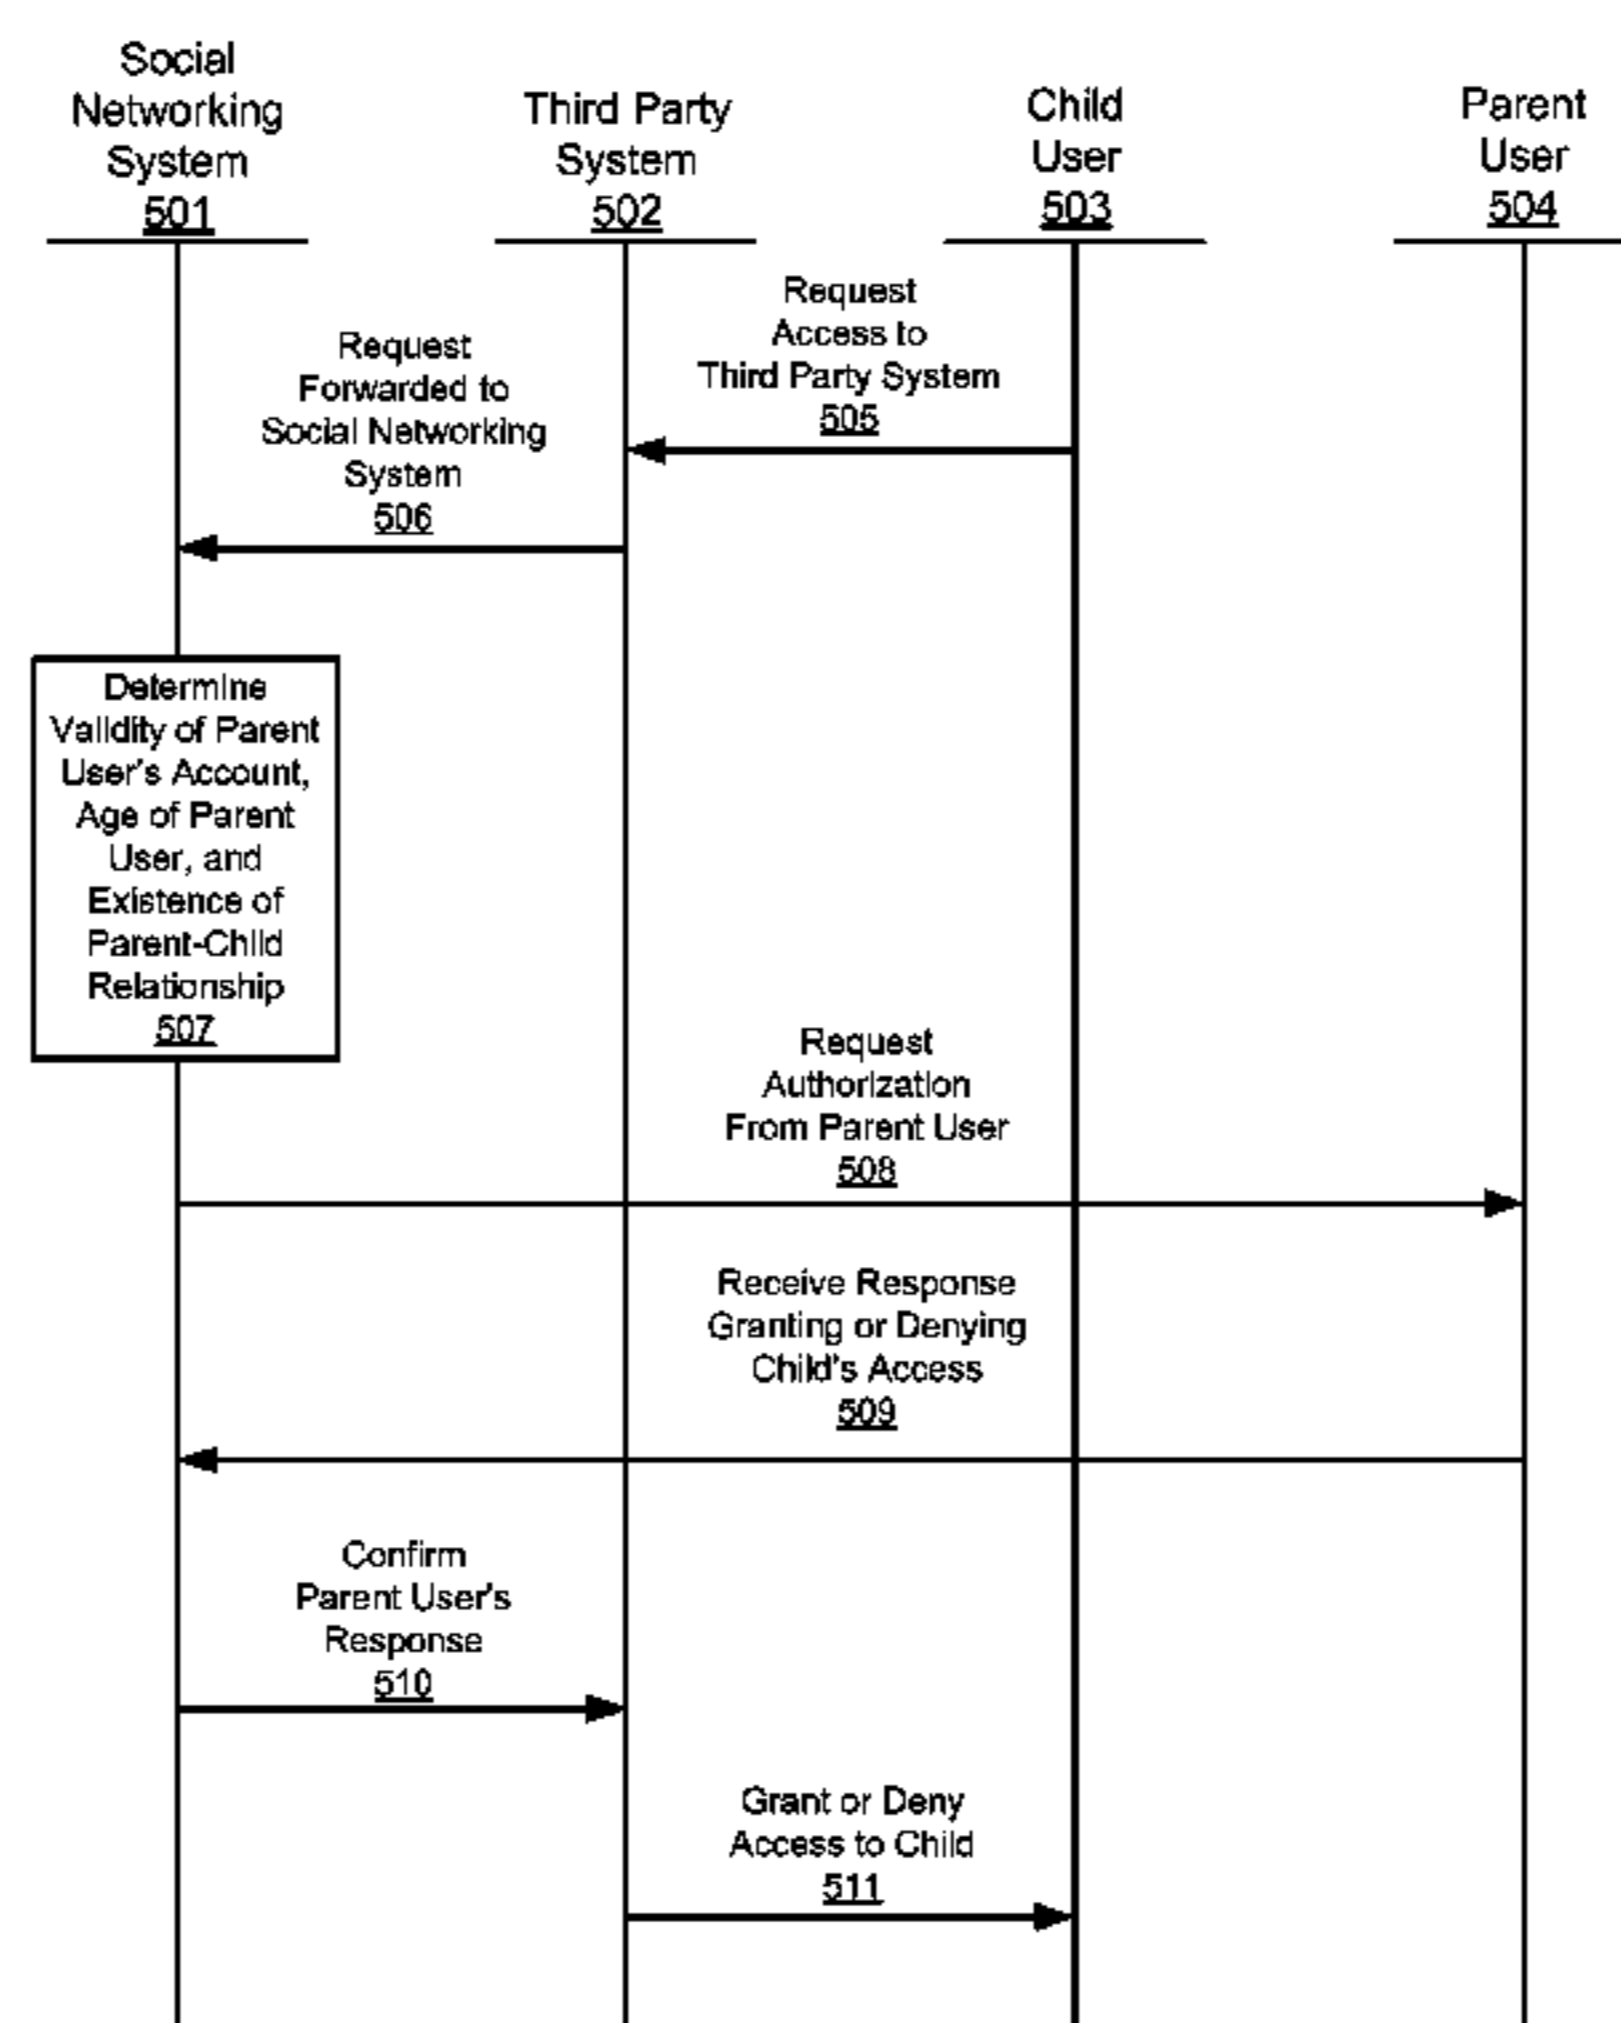 Social
Networking
System
501
Third Party
System
502
Child
User
503
Parent
User
504
Request
Access to
Third Party System
505
Request
Forwarded to
Social Networking
System
506
Determine
Validity of Parent
User's Account,
Age of Parent
User, and
Existence of
Parent-Child
Relationship
507
Request
Authorization
From Parent User
508
Receive Response
Granting or Denying
Child's Access
509
Confirm
Parent User's
Response
510
Grant or Deny
Access to Child
511